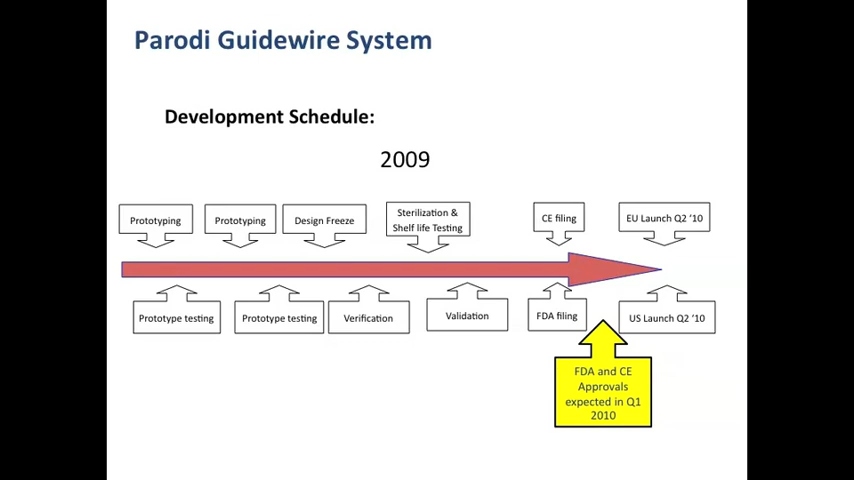 Parodi Guidewire System
Development Schedule:
2009
Prototyping
Prototyping
Design Freeze
Sterilization &
Shelf life Testing
CE filing
EU Launch Q2 ‘10
Prototype testing
Prototype testing
Verification
Validation
FDA filing
US Launch Q2 ‘10
FDA and CE
Approvals
expected in Q1
2010